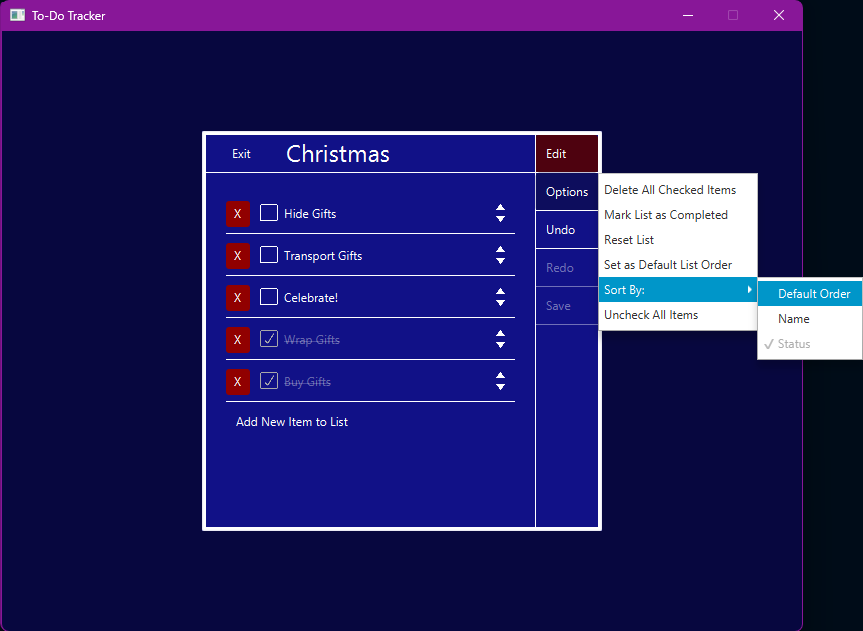 To-Do Tracker
Exit
Christmas
Edit
Options
Undo
Redo
Save
X Hide Gifts
X Transport Gifts
X Celebrate!
X Wrap Gifts
X Buy Gifts
Add New Item to List
Delete All Checked Items
Mark List as Completed
Reset List
Set as Default List Order
Sort By:
Uncheck All Items
Default Order
Name
Status